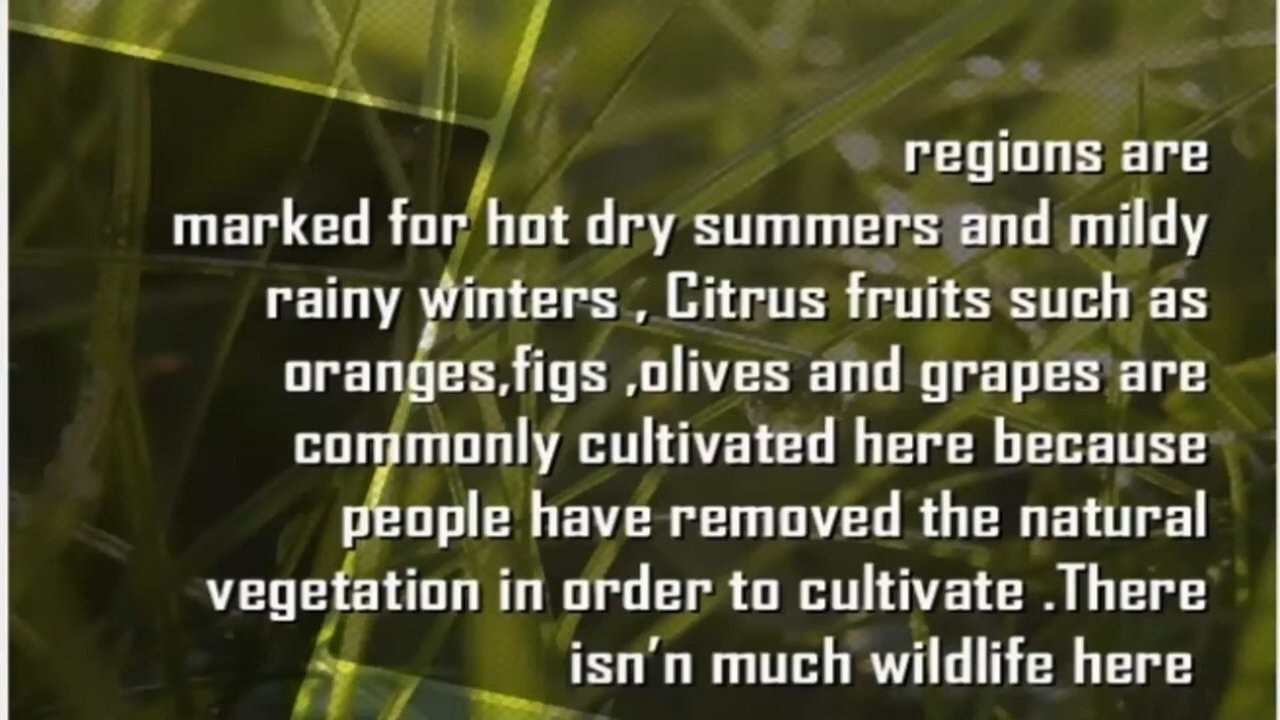 regions are
marked for hot dry summers and mildy
rainy winters , Citrus fruits such as
oranges,figs ,olives and grapes are
commonly cultivated here because
people have removed the natural
vegetation in order to cultivate .There
isn'n much wildlife here